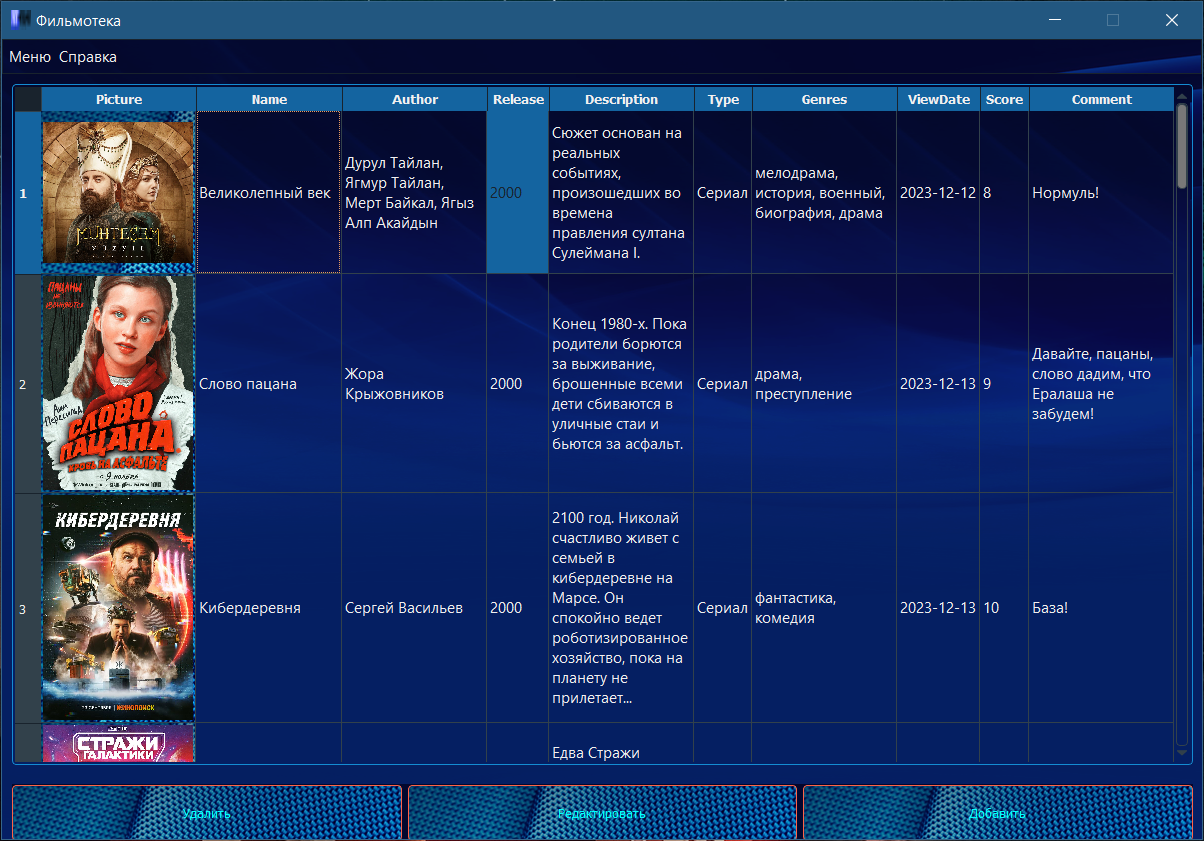 Фильмотека
Меню Справка
Picture Name Author Release Description Type Genres ViewDate Score Comment
1
MUHTEŞEM
YÜZYIL
Великолепный век
Дурул Тайлан,
Ягмур Тайлан,
Мерт Байкал, Ягыз
Алп Акайдын
2000
Сюжет основан на
реальных
событиях,
произошедших во
времена
правления султана
Сулеймана I.
Сериал
мелодрама,
история, военный,
биография, драма
2023-12-12
8
Нормуль!
2
ПАЦАНЫ
НЕ
ИЗВИНЯЮТСЯ
СЛОВО
ПАЦАНА.
КРОВЬ НА АСФАЛЬТЕ
с 9 ноября
Слово пацана
Жора
Крыжовников
2000
Конец 1980-х. Пока
родители борются
за выживание,
брошенные всеми
дети сбиваются в
уличные стаи и
бьются за асфальт.
Сериал
драма,
преступление
2023-12-13
9
Давайте, пацаны,
слово дадим, что
Ералаша не
забудем!
3
КИБЕРДЕРЕВНЯ
КИНОПОИСК
Кибердеревня
Сергей Васильев
2000
2100 год. Николай
счастливо живет с
семьей в
кибердеревне на
Марсе. Он
спокойно ведет
роботизированное
хозяйство, пока на
планету не
прилетает...
Сериал
фантастика,
комедия
2023-12-13
10
База!
СТРАЖИ
ГАЛАКТИКИ
Едва Стражи
Удалить
Редактировать
Добавить